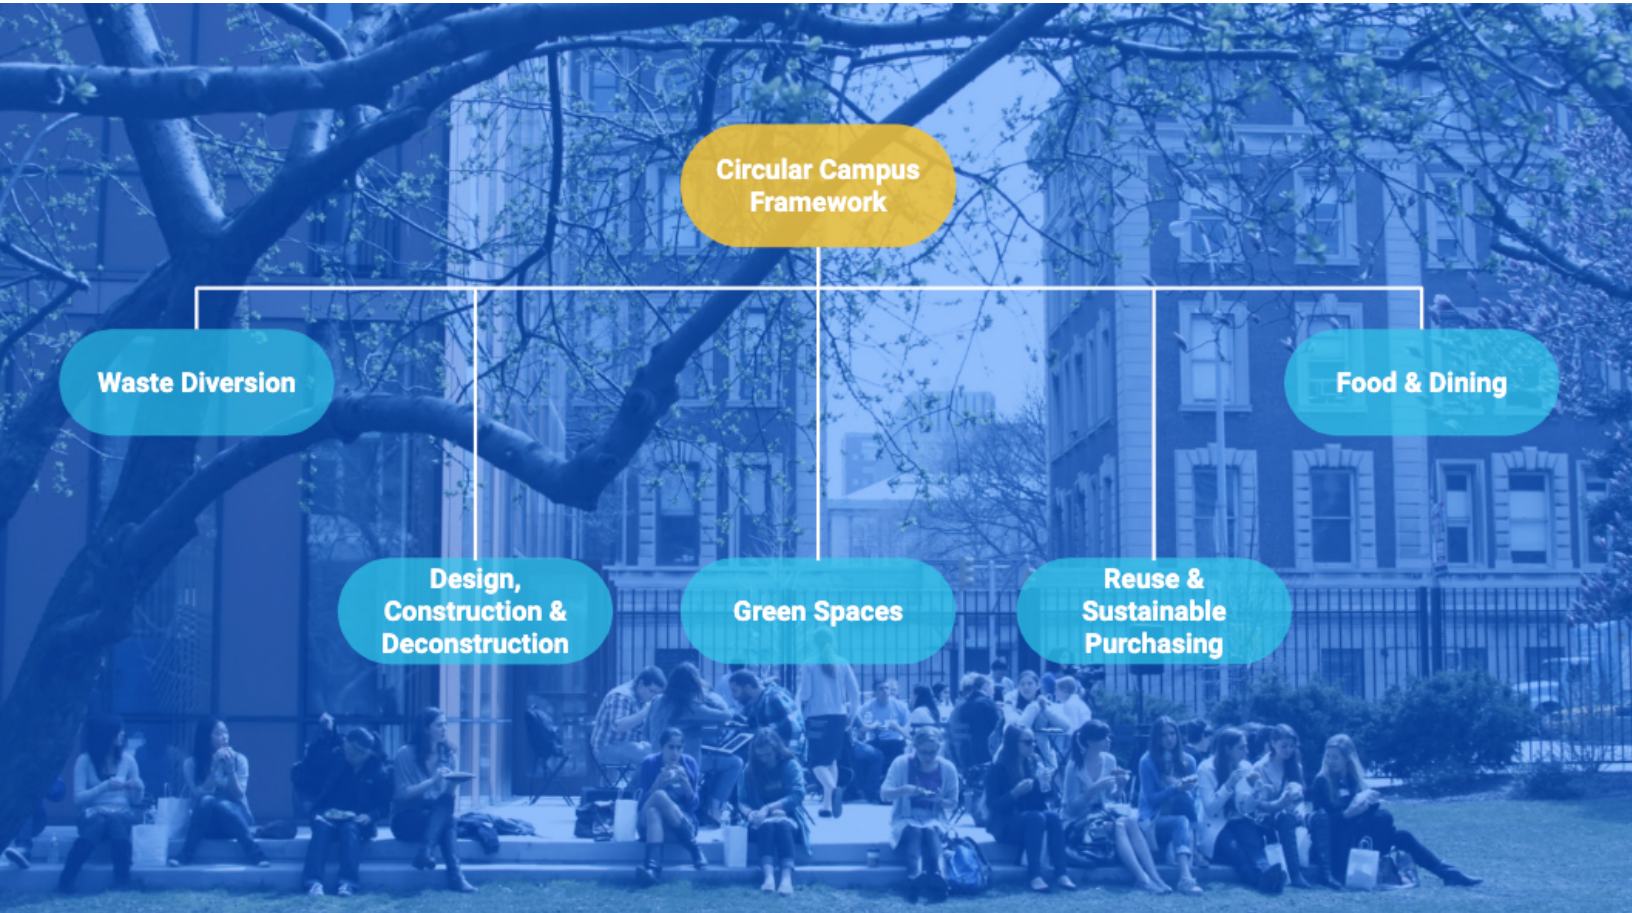 Circular Campus
Framework
Waste Diversion
Food & Dining
Design,
Construction &
Deconstruction
Green Spaces
Reuse &
Sustainable
Purchasing